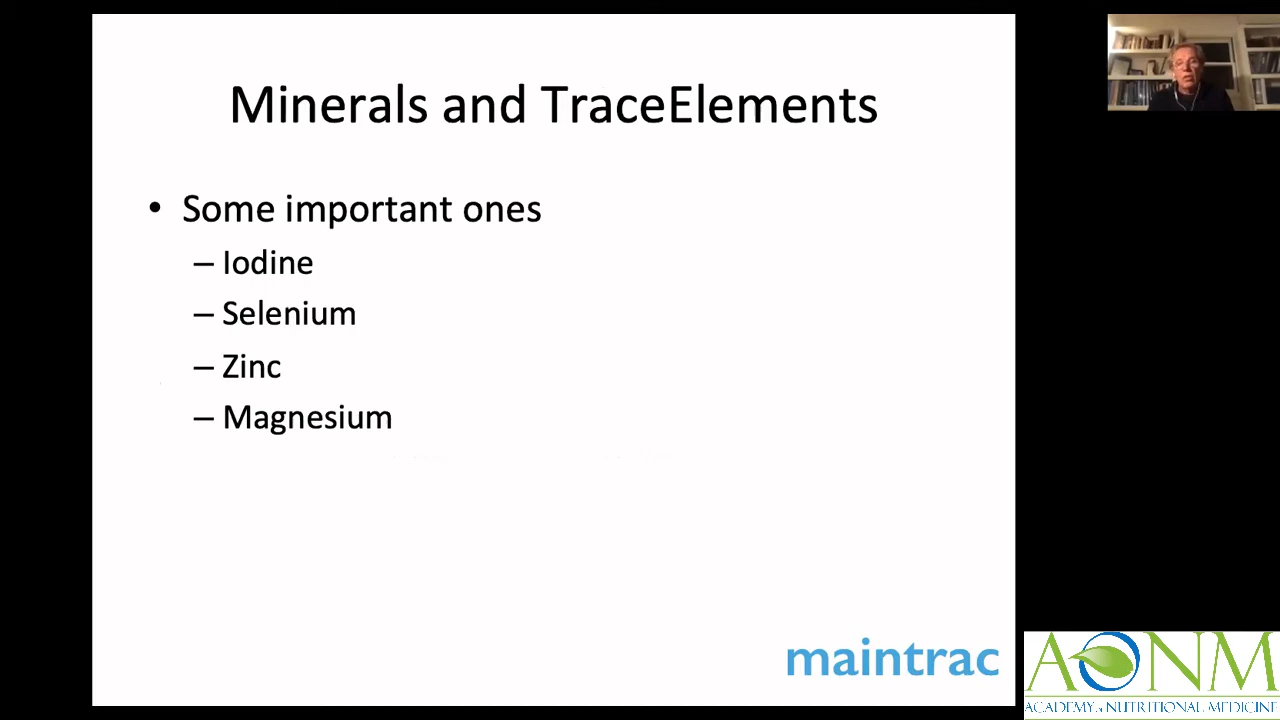 Minerals and TraceElements
• Some important ones
– Iodine
– Selenium
– Zinc
– Magnesium
maintrac
AONM
ACADEMY of NUTRITIONAL MEDICINE